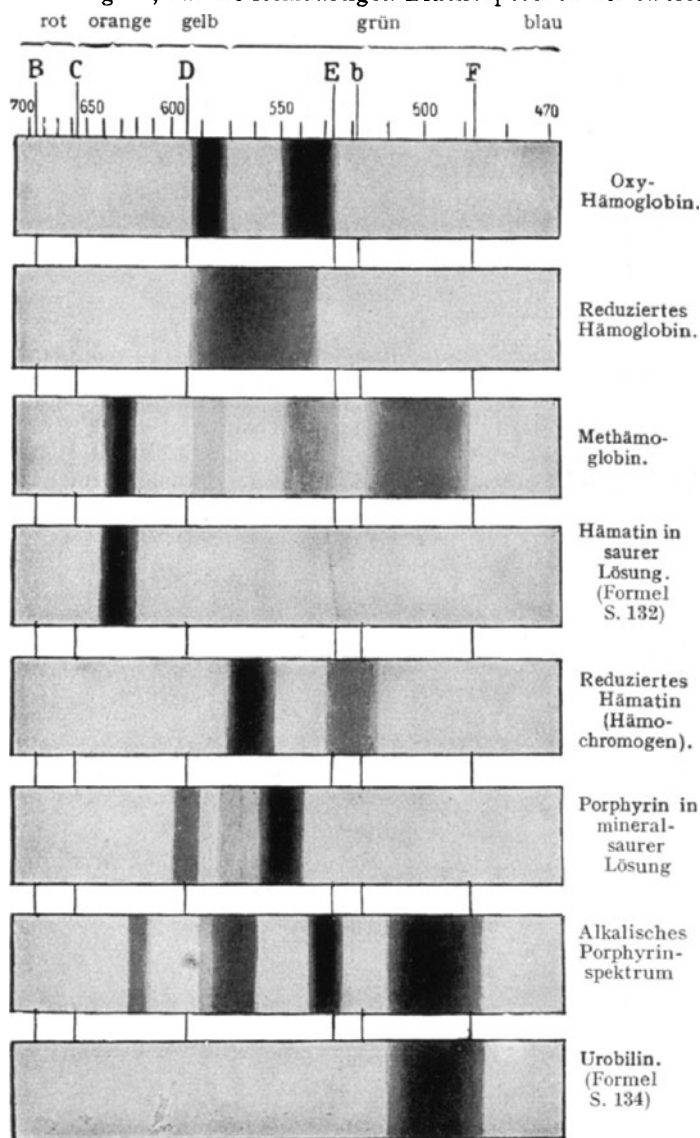 rot orange gelb grün blau
B C D E b F
700 650 600 550 500 470
Oxy-
Hämoglobin.
Reduziertes
Hämoglobin.
Methämo-
globin.
Hämatin in
saurer
Lösung.
(Formel
S. 132)
Reduziertes
Hämatin
(Hämo-
chromogen).
Porphyrin in
mineral-
saurer
Lösung
Alkalisches
Porphyrin-
spektrum
Urobilin.
(Formel
S. 134)